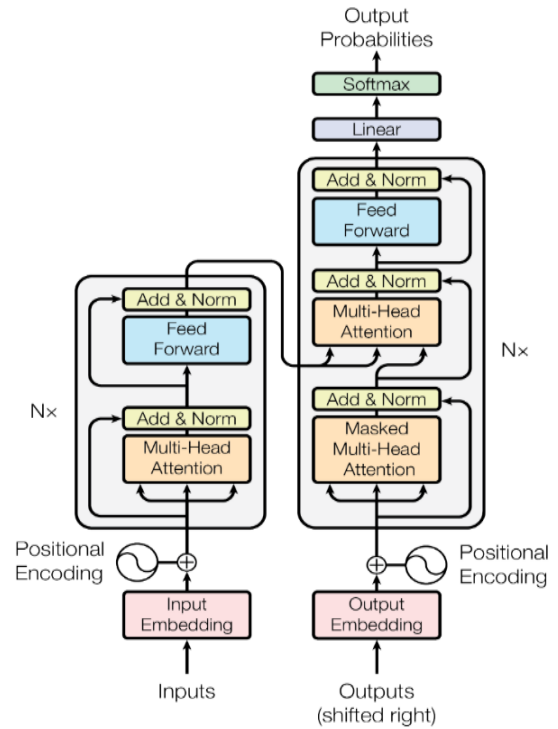 Output
Probabilities
Softmax
Linear
Add & Norm
Feed
Forward
Add & Norm
Multi-Head
Attention
Add & Norm
Masked
Multi-Head
Attention
N×
Add & Norm
Feed
Forward
N×
Add & Norm
Multi-Head
Attention
Positional
Encoding
Positional
Encoding
Input
Embedding
Output
Embedding
Inputs
Outputs
(shifted right)